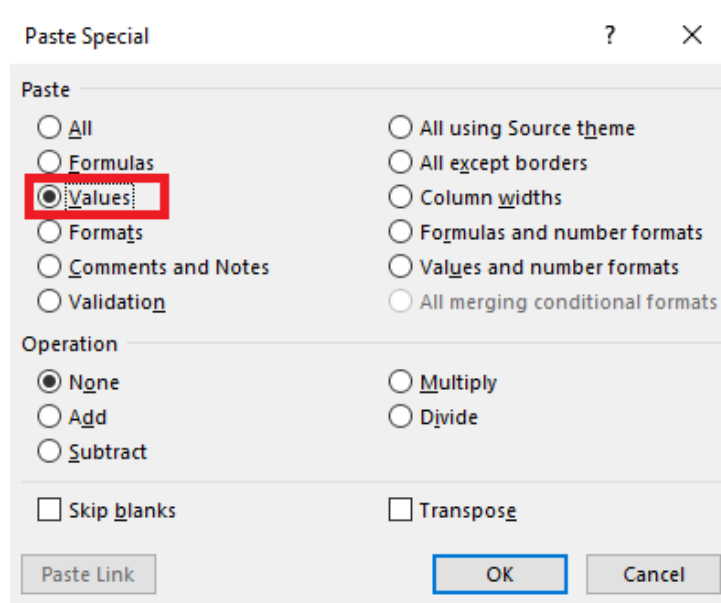 Paste Special ? ×
Paste
All All using Source theme
Formulas All except borders
Values Column widths
Formats Formulas and number formats
Comments and Notes Values and number formats
Validation All merging conditional formats
Operation
None Multiply
Add Divide
Subtract
Skip blanks Transpose
Paste Link OK Cancel